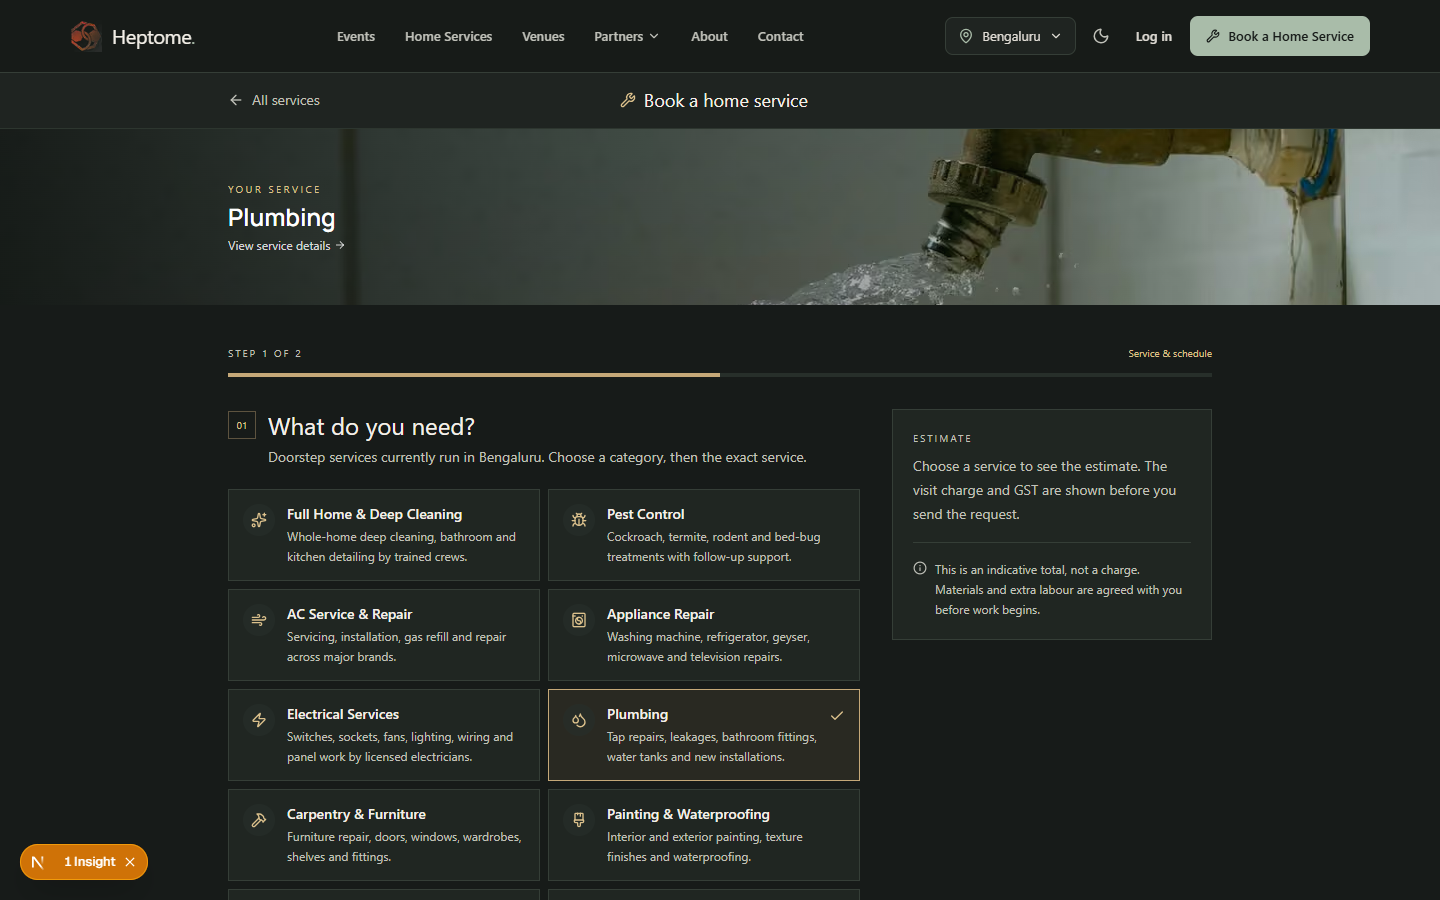 Heptome.
Events
Home Services
Venues
Partners
About
Contact
Bengaluru
Log in
Book a Home Service
All services
Book a home service
YOUR SERVICE
Plumbing
View service details
STEP 1 OF 2
Service & schedule
01
What do you need?
Doorstep services currently run in Bengaluru. Choose a category, then the exact service.
Full Home & Deep Cleaning
Whole-home deep cleaning, bathroom and
kitchen detailing by trained crews.
Pest Control
Cockroach, termite, rodent and bed-bug
treatments with follow-up support.
AC Service & Repair
Servicing, installation, gas refill and repair
across major brands.
Appliance Repair
Washing machine, refrigerator, geyser,
microwave and television repairs.
Electrical Services
Switches, sockets, fans, lighting, wiring and
panel work by licensed electricians.
Plumbing
Tap repairs, leakages, bathroom fittings,
water tanks and new installations.
Carpentry & Furniture
Furniture repair, doors, windows, wardrobes,
shelves and fittings.
Painting & Waterproofing
Interior and exterior painting, texture
finishes and waterproofing.
ESTIMATE
Choose a service to see the estimate. The
visit charge and GST are shown before you
send the request.
This is an indicative total, not a charge.
Materials and extra labour are agreed with you
before work begins.
N
1 Insight